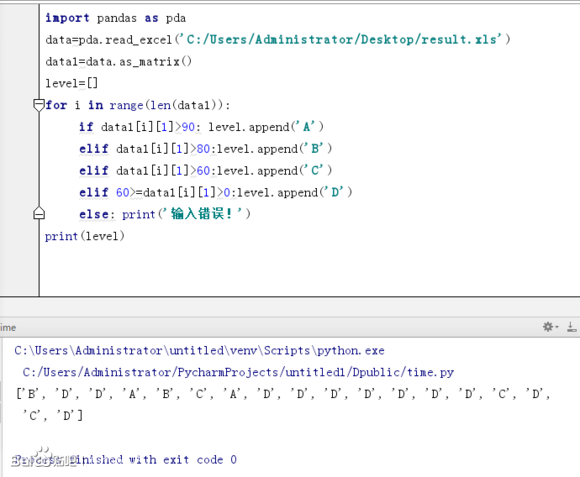 import pandas as pda
data=pda.read_excel('C:/Users/Administrator/Desktop/result.xls')
data1=data.as_matrix()
level=[]
for i in range(len(data1)):
if data1[i][1]>90: level.append('A')
elif data1[i][1]>80:level.append('B')
elif data1[i][1]>60:level.append('C')
elif 60>=data1[i][1]>0:level.append('D')
else: print('输入错误!')
print(level)
ime
C:\Users\Administrator\untitled\venv\Scripts\python.exe
C:/Users/Administrator/PycharmProjects/untitled1/Dpublic/time.py
['B', 'D', 'D', 'A', 'B', 'C', 'A', 'D', 'D', 'D', 'D', 'D', 'D', 'D', 'C', 'D',
'C', 'D']
finished with exit code 0